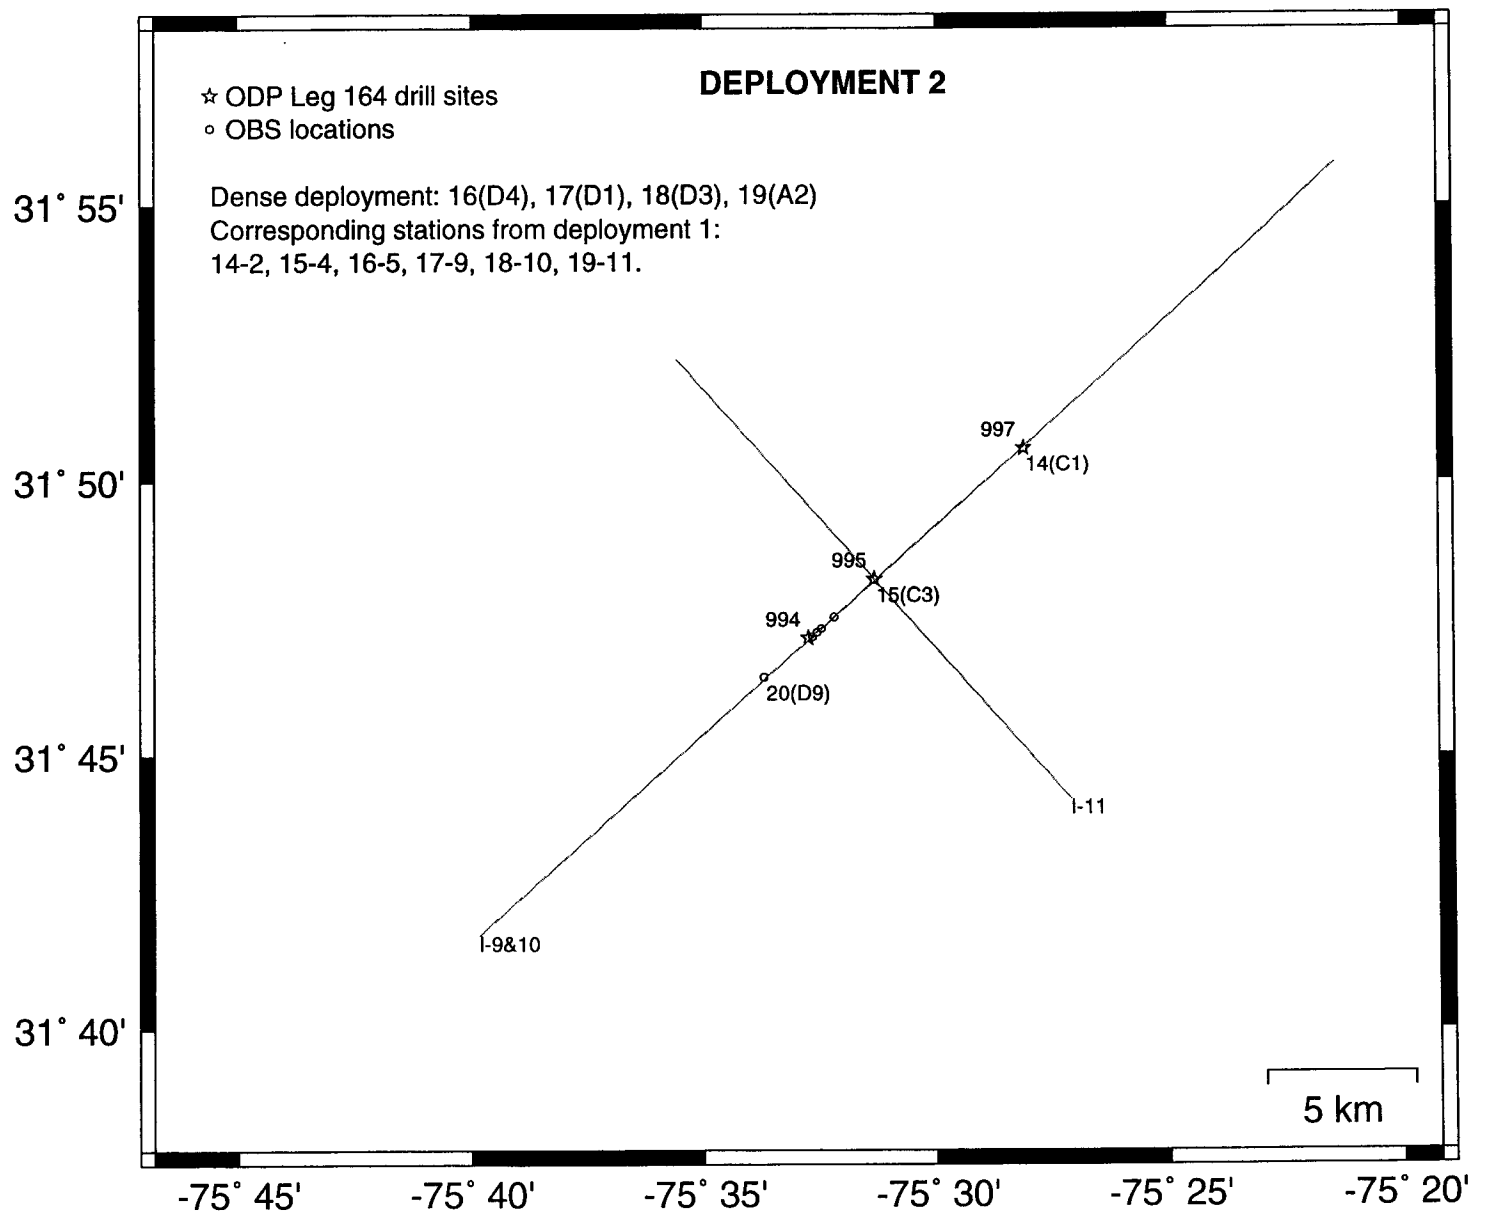 DEPLOYMENT 2
ODP Leg 164 drill sites
OBS locations
Dense deployment: 16(D4), 17(D1), 18(D3), 19(A2)
Corresponding stations from deployment 1:
14-2, 15-4, 16-5, 17-9, 18-10, 19-11.
31° 55'
997
14(C1)
31° 50'
995
15(C3)
994
20(D9)
31° 45'
I-11
I-9&10
31° 40'
5 km
-75° 45' -75° 40' -75° 35' -75° 30' -75° 25' -75° 20'